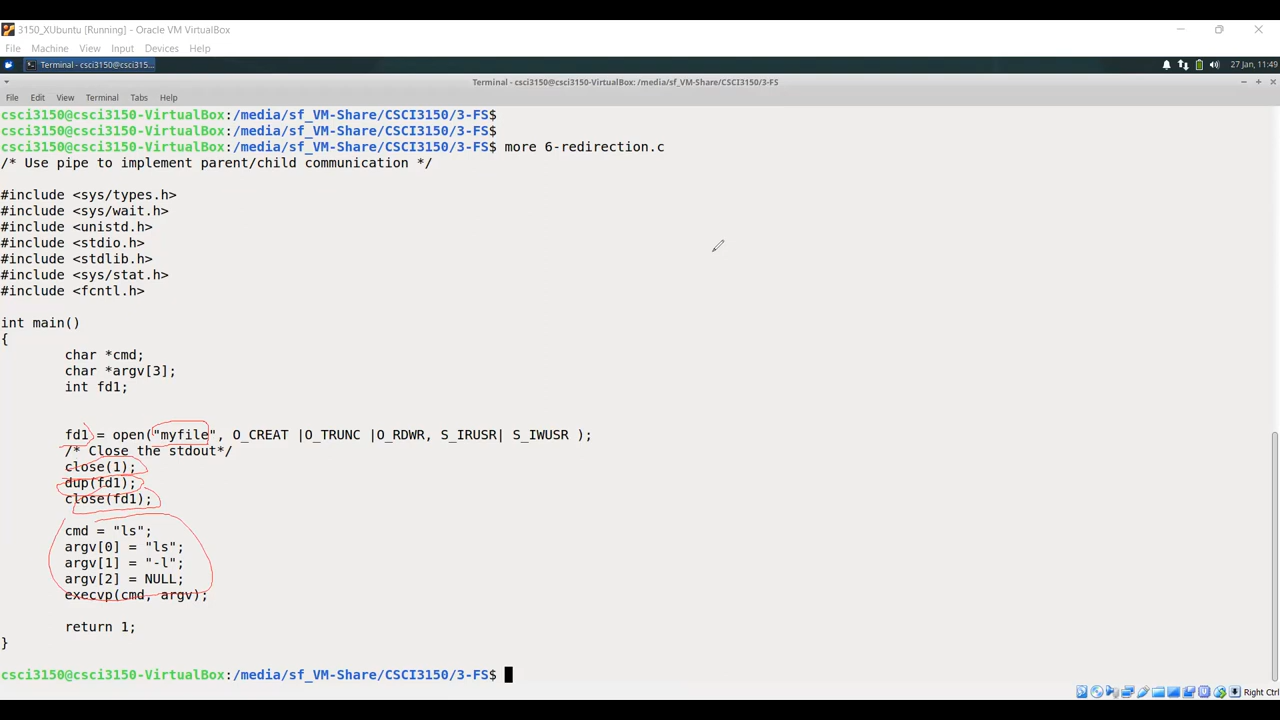 3150_XUbuntu [Running] - Oracle VM VirtualBox
File Machine View Input Devices Help
Terminal - csci3150@csci315... 27 Jan, 11:49
Terminal - csci3150@csci3150-VirtualBox: /media/sf_VM-Share/CSCI3150/3-FS
File Edit View Terminal Tabs Help
csci3150@csci3150-VirtualBox:/media/sf_VM-Share/CSCI3150/3-FS$
csci3150@csci3150-VirtualBox:/media/sf_VM-Share/CSCI3150/3-FS$
csci3150@csci3150-VirtualBox:/media/sf_VM-Share/CSCI3150/3-FS$ more 6-redirection.c
/* Use pipe to implement parent/child communication */
#include <sys/types.h>
#include <sys/wait.h>
#include <unistd.h>
#include <stdio.h>
#include <stdlib.h>
#include <sys/stat.h>
#include <fcntl.h>
int main()
{
char *cmd;
char *argv[3];
int fd1;
fd1 = open("myfile", O_CREAT |O_TRUNC |O_RDWR, S_IRUSR| S_IWUSR );
/* Close the stdout*/
close(1);
dup(fd1);
close(fd1);
cmd = "ls";
argv[0] = "ls";
argv[1] = "-l";
argv[2] = NULL;
execvp(cmd, argv);
return 1;
}
csci3150@csci3150-VirtualBox:/media/sf_VM-Share/CSCI3150/3-FS$
Right Ctrl